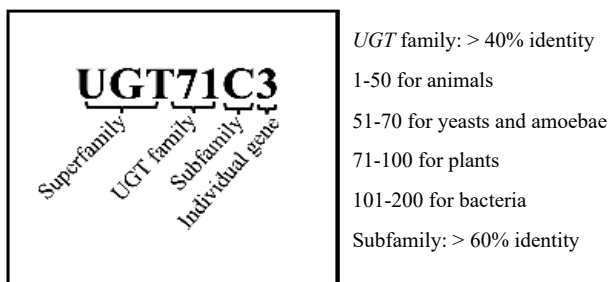 UGT71C3
Superfamily
UGT family
Subfamily
Individual gene
UGT family: > 40% identity
1-50 for animals
51-70 for yeasts and amoebae
71-100 for plants
101-200 for bacteria
Subfamily: > 60% identity